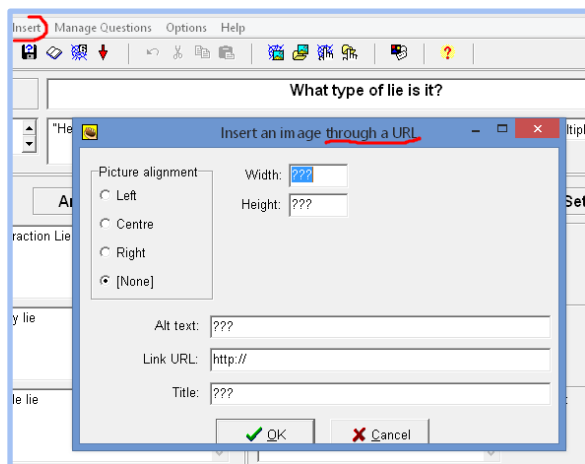 Insert Manage Questions Options Help
?
What type of lie is it?
"He
Insert an image through a URL
Picture alignment
Width: ???
Left
Height: ???
Centre
Right
[None]
raction Lie
y lie
Alt text: ???
Link URL: http://
Title: ???
le lie
OK Cancel